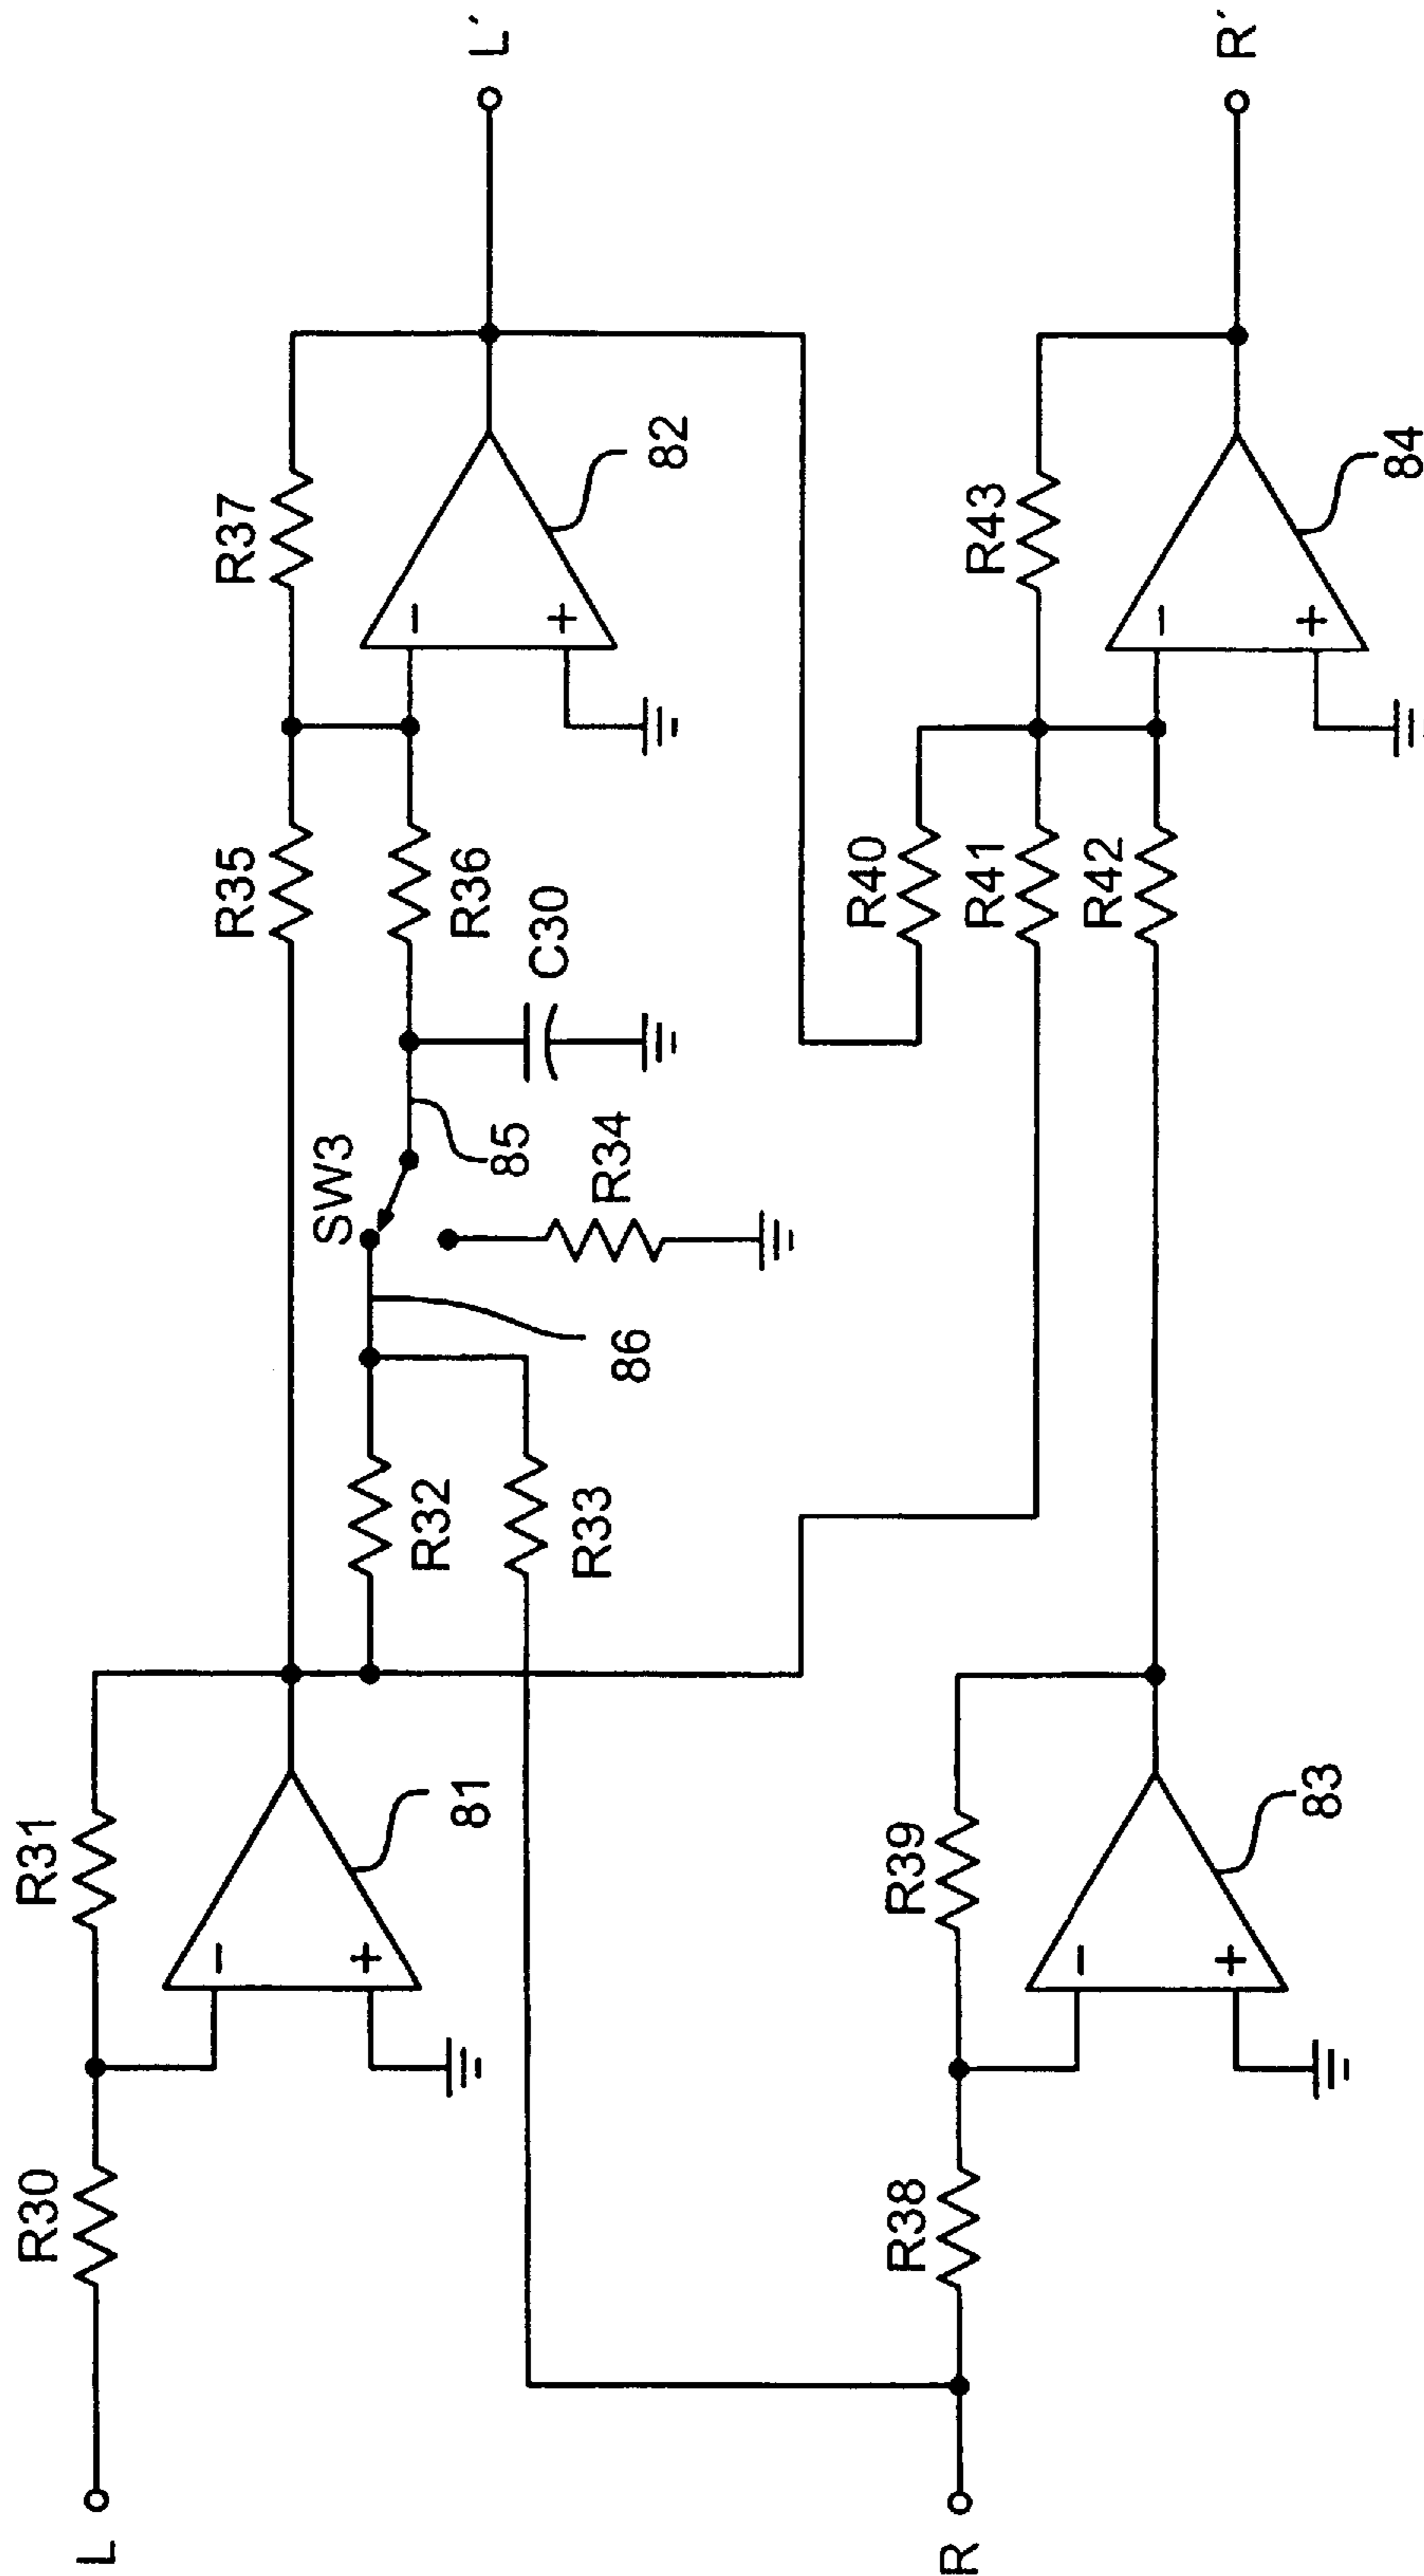 L
R30
R31
−
+
81
R32
R33
86
SW3
85
R34
C30
R35
R36
R37
−
+
82
L´
R
R38
R39
−
+
83
R40
R41
R42
R43
−
+
84
R´